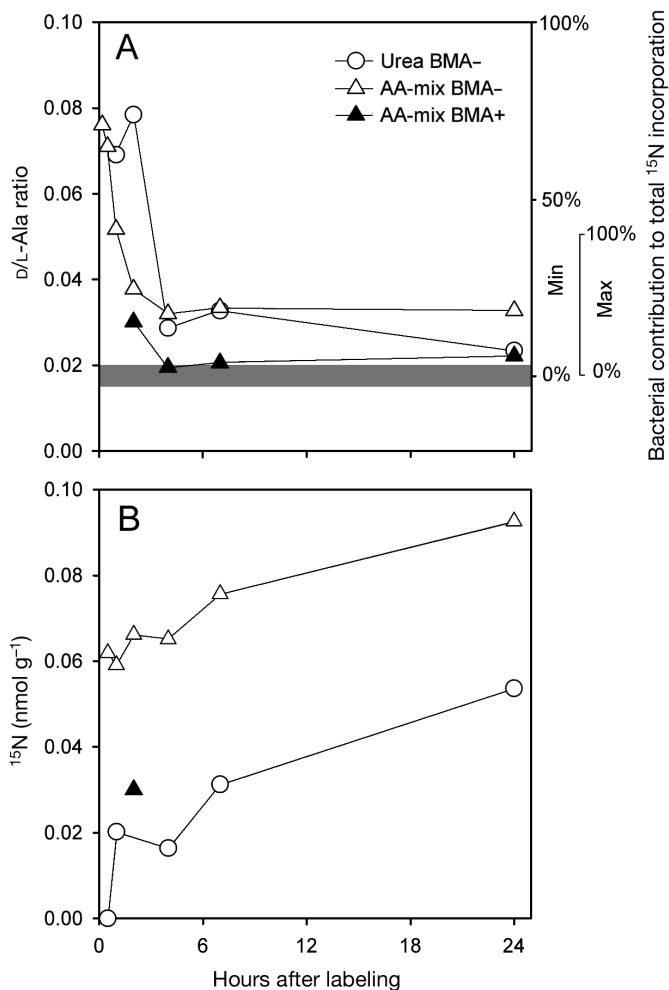 A
Urea BMA–
AA-mix BMA–
AA-mix BMA+
0.10
0.08
0.06
0.04
0.02
0.00
D/L-Ala ratio
100%
50%
0%
Min
100%
0%
Max
Bacterial contribution to total ¹⁵N incorporation
B
0.10
0.08
0.06
0.04
0.02
0.00
¹⁵N (nmol g⁻¹)
0 6 12 18 24
Hours after labeling